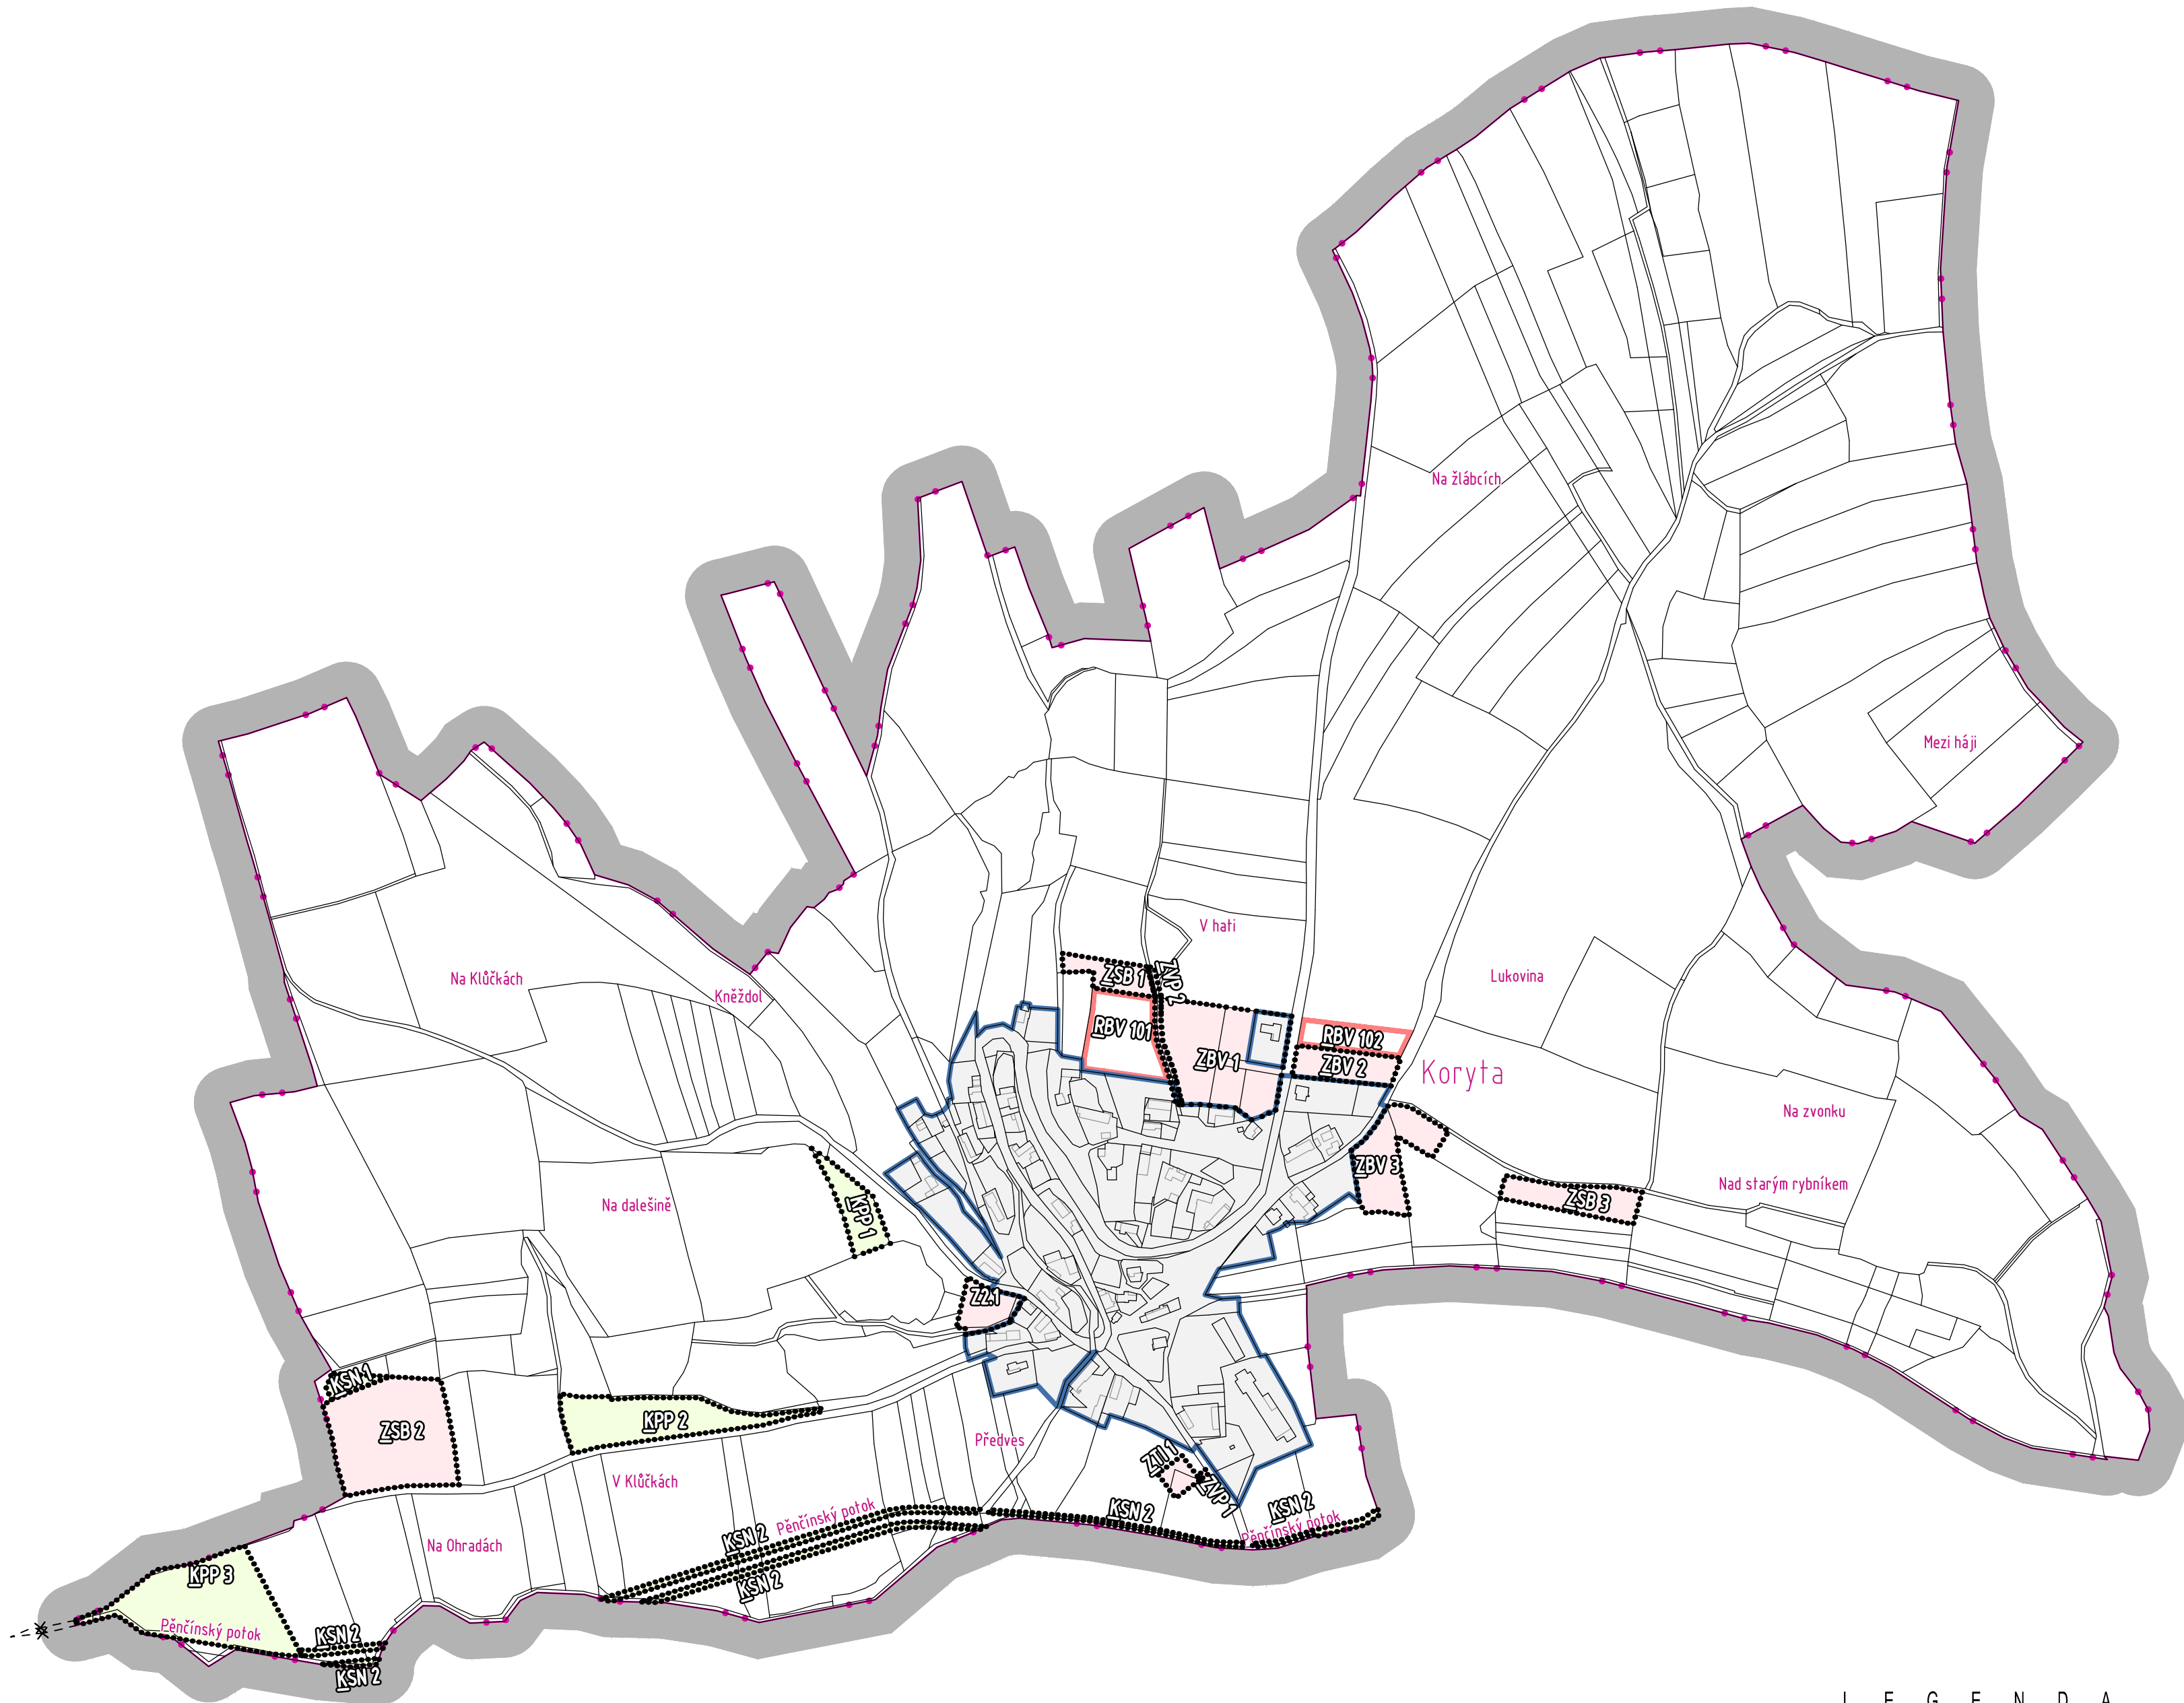 Na žlábcích
Mezi háji
V hati
Na Klůčkách
Kněždol
ZSB 1
ZVP 2
Lukovina
RBV 101
RBV 102
ZBV 1
ZBV 2
Koryta
Na zvonku
ZBV 3
Nad starým rybníkem
ZSB 3
Na dalešině
KPP 1
Z2.1
KSN 1
ZSB 2
KPP 2
Předves
V Klůčkách
ZTI 1
ZVP 1
Pěnčínský potok
KSN 2
KSN 2
KSN 2
Pěnčínský potok
Na Ohradách
KSN 2
KPP 3
Pěnčínský potok
KSN 2
KSN 2
L E G E N D A